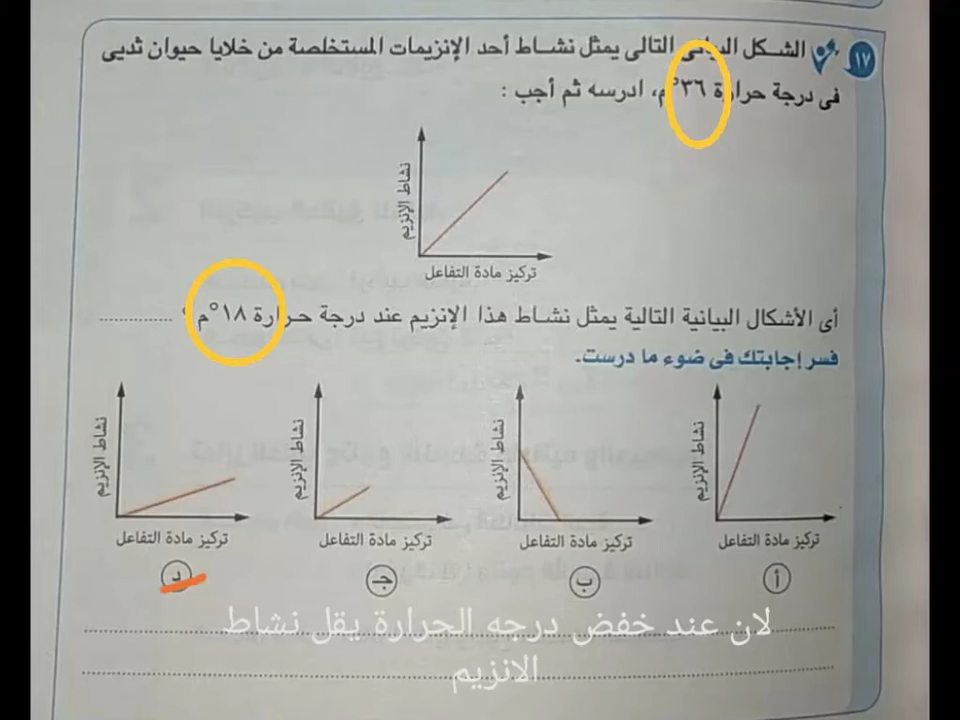 ١٧ الشكل البيانى التالى يمثل نشاط أحد الإنزيمات المستخلصة من خلايا حيوان ثديى
فى درجة حرارة ٣٦°م، ادرسه ثم أجب :
نشاط الإنزيم
تركيز مادة التفاعل
أى الأشكال البيانية التالية يمثل نشاط هذا الإنزيم عند درجة حرارة ١٨°م ؟ ............
فسر إجابتك فى ضوء ما درست.
نشاط الإنزيم نشاط الإنزيم نشاط الإنزيم نشاط الإنزيم
تركيز مادة التفاعل تركيز مادة التفاعل تركيز مادة التفاعل تركيز مادة التفاعل
أ ب جـ د
لان عند خفض درجه الحرارة يقل نشاط
الانزيم